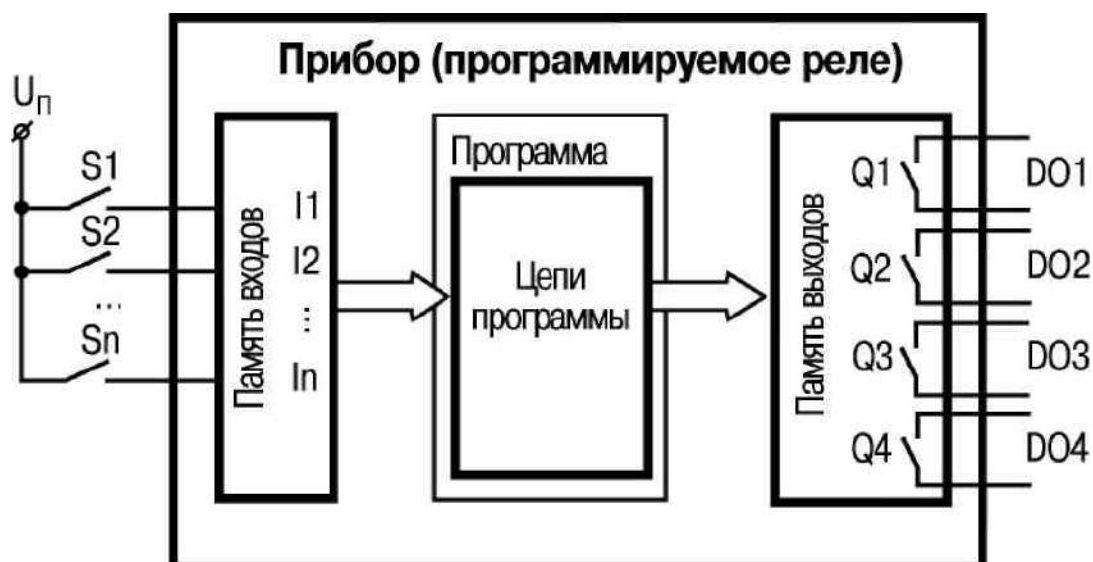 Прибор (программируемое реле)
Uп
S1
S2
...
Sn
Память входов
I1
I2
...
In
Программа
Цепи
программы
Память выходов
Q1
Q2
Q3
Q4
DO1
DO2
DO3
DO4